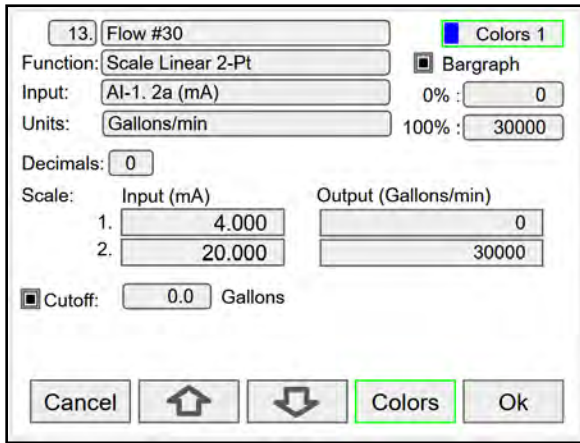 13. Flow #30 Colors 1
Function: Scale Linear 2-Pt Bargraph
Input: AI-1. 2a (mA) 0% : 0
Units: Gallons/min 100% : 30000
Decimals: 0
Scale: Input (mA) Output (Gallons/min)
1. 4.000 0
2. 20.000 30000
Cutoff: 0.0 Gallons
Cancel Colors Ok